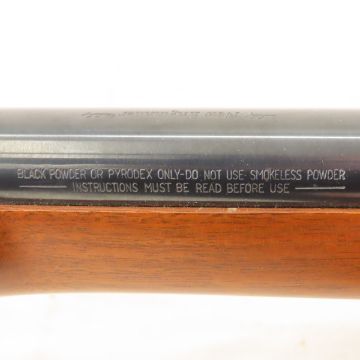 BLACK POWDER OR PYRODEX ONLY-DO NOT USE SMOKELESS POWDER
INSTRUCTIONS MUST BE READ BEFORE USE